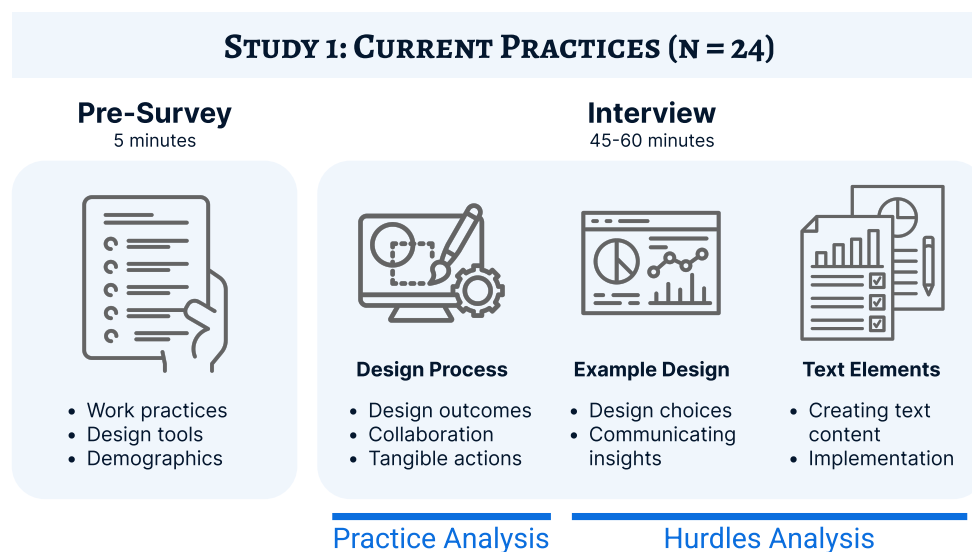 Study 1: Current Practices (n = 24)
Pre-Survey
5 minutes
Interview
45-60 minutes
Work practices
Design tools
Demographics
Design Process
Design outcomes
Collaboration
Tangible actions
Example Design
Design choices
Communicating
insights
Text Elements
Creating text
content
Implementation
Practice Analysis
Hurdles Analysis